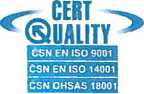 CERT
QUALITY
ČSN EN ISO 9001
ČSN EN ISO 14001
ČSN OHSAS 18001